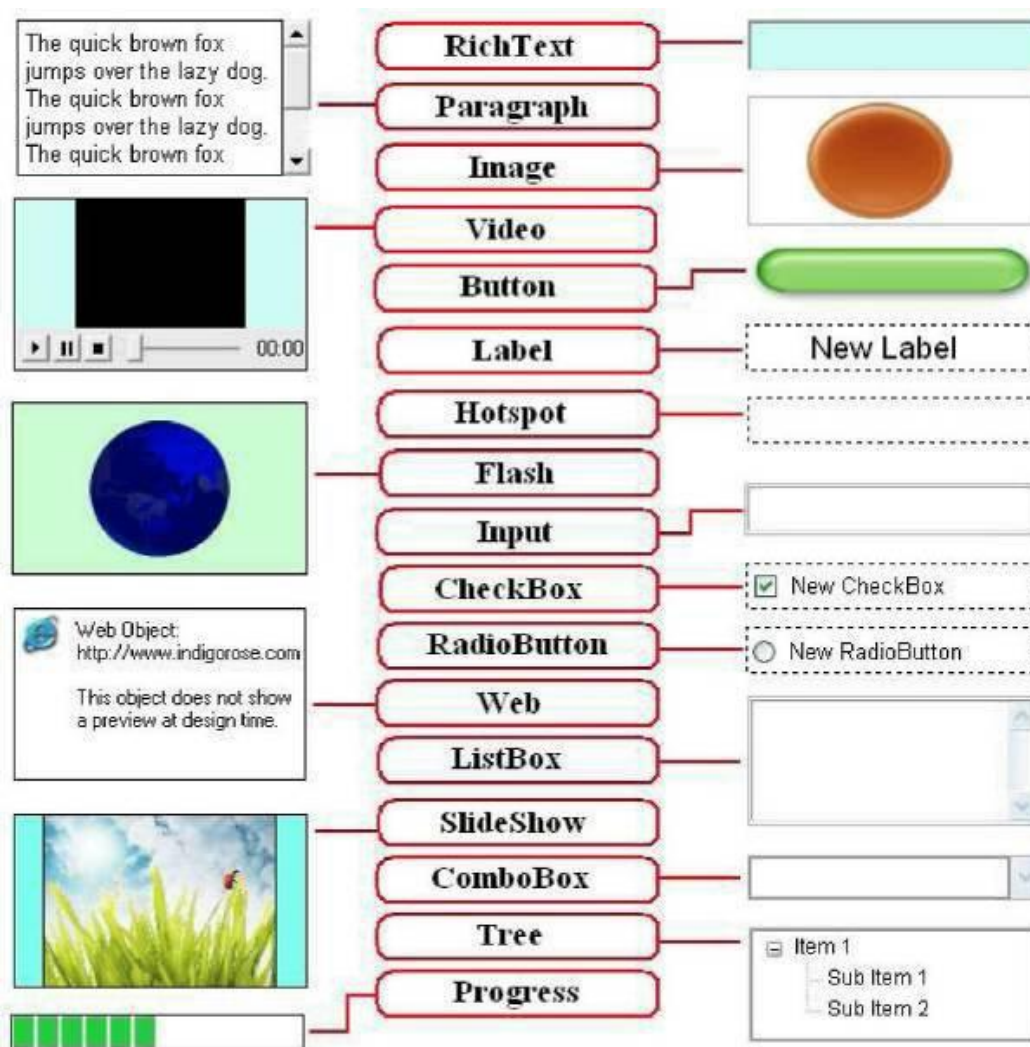 The quick brown fox
jumps over the lazy dog.
The quick brown fox
jumps over the lazy dog.
The quick brown fox
00:00
Web Object:
http://www.indigorose.com
This object does not show
a preview at design time.
RichText
Paragraph
Image
Video
Button
Label
Hotspot
Flash
Input
CheckBox
RadioButton
Web
ListBox
SlideShow
ComboBox
Tree
Progress
New Label
New CheckBox
New RadioButton
Item 1
Sub Item 1
Sub Item 2